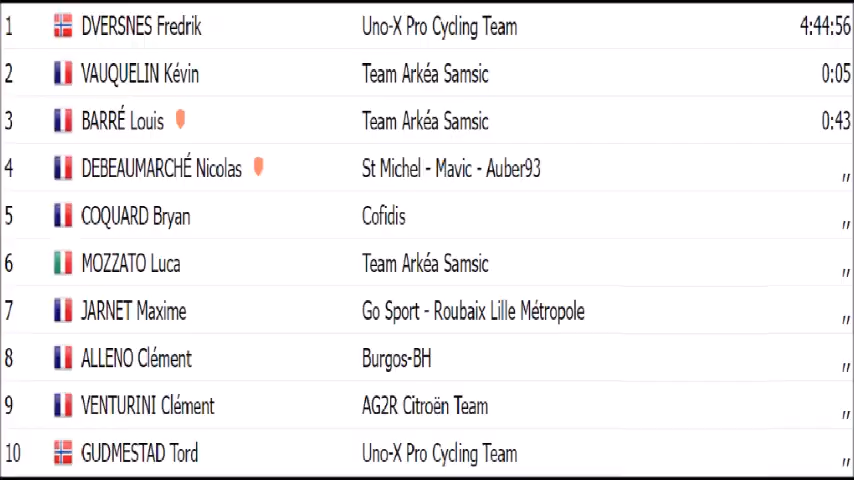 1 DVERSNES Fredrik Uno-X Pro Cycling Team 4:44:56
2 VAUQUELIN Kévin Team Arkéa Samsic 0:05
3 BARRÉ Louis Team Arkéa Samsic 0:43
4 DEBEAUMARCHÉ Nicolas St Michel - Mavic - Auber93 ,,
5 COQUARD Bryan Cofidis ,,
6 MOZZATO Luca Team Arkéa Samsic ,,
7 JARNET Maxime Go Sport - Roubaix Lille Métropole ,,
8 ALLENO Clément Burgos-BH ,,
9 VENTURINI Clément AG2R Citroën Team ,,
10 GUDMESTAD Tord Uno-X Pro Cycling Team ,,